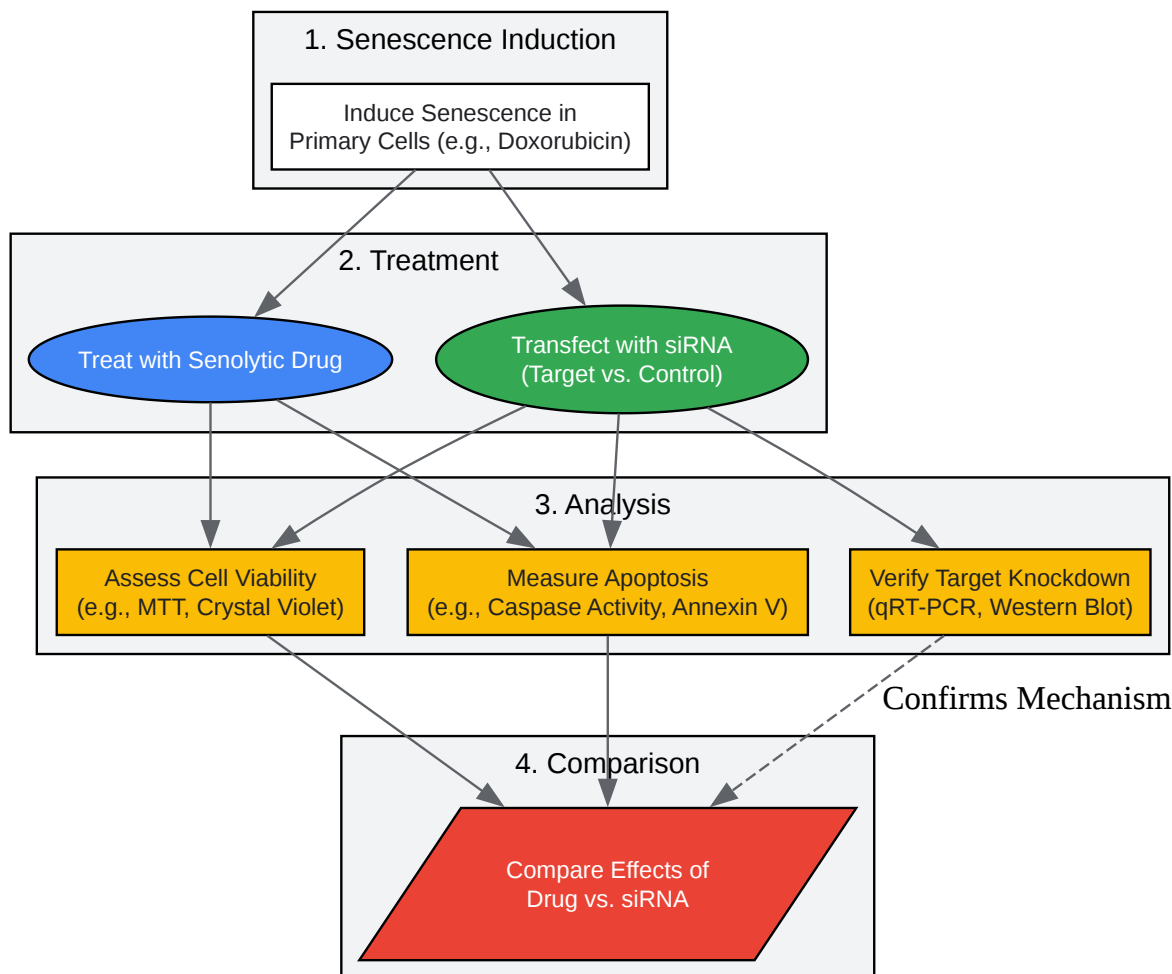 1. Senescence Induction
Induce Senescence in
Primary Cells (e.g., Doxorubicin)
2. Treatment
Treat with Senolytic Drug
Transfect with siRNA
(Target vs. Control)
3. Analysis
Assess Cell Viability
(e.g., MTT, Crystal Violet)
Measure Apoptosis
(e.g., Caspase Activity, Annexin V)
Verify Target Knockdown
(qRT-PCR, Western Blot)
Confirms Mechanism
4. Comparison
Compare Effects of
Drug vs. siRNA